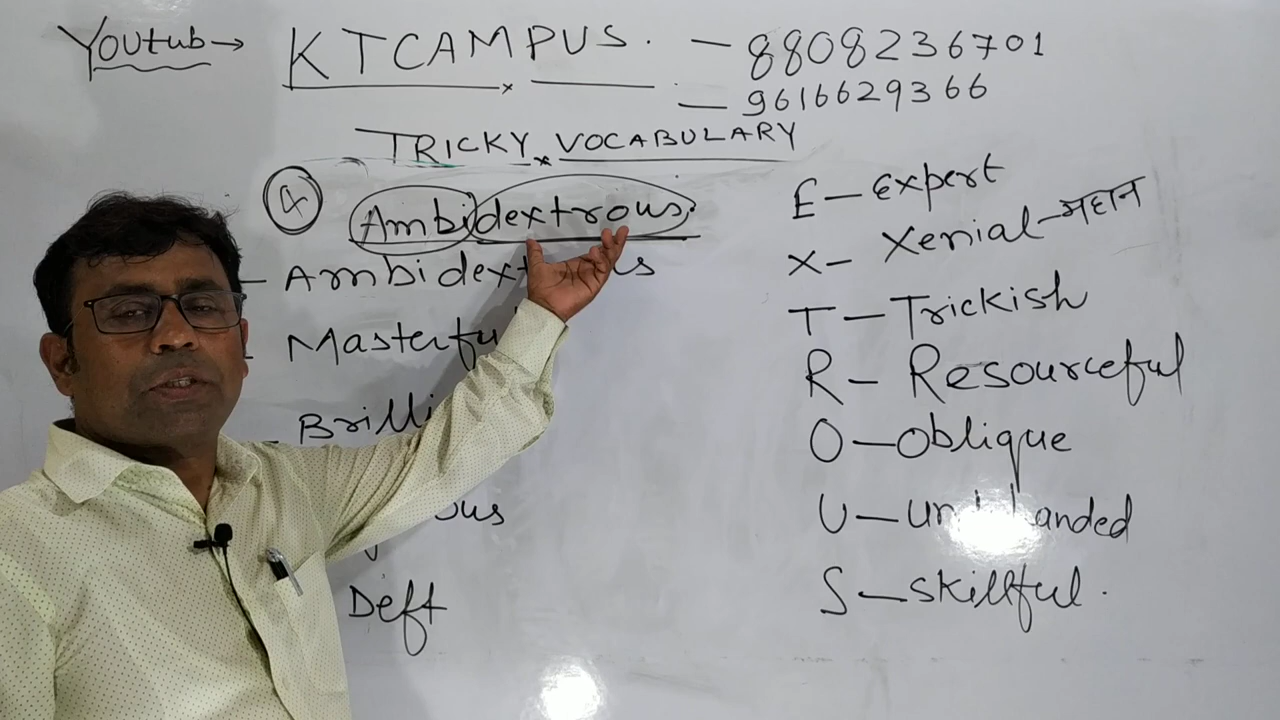 Youtub→ KTCAMPUS. — 8808236701
— 9616629366
TRICKY VOCABULARY
4 Ambidextrous.
— Ambidext us
— Masterfu
— Brilli
ous
Deft
E — Expert
X — Xenial — महान
T — Trickish
R — Resourceful
O — Oblique
U — anded
S — Skillful.